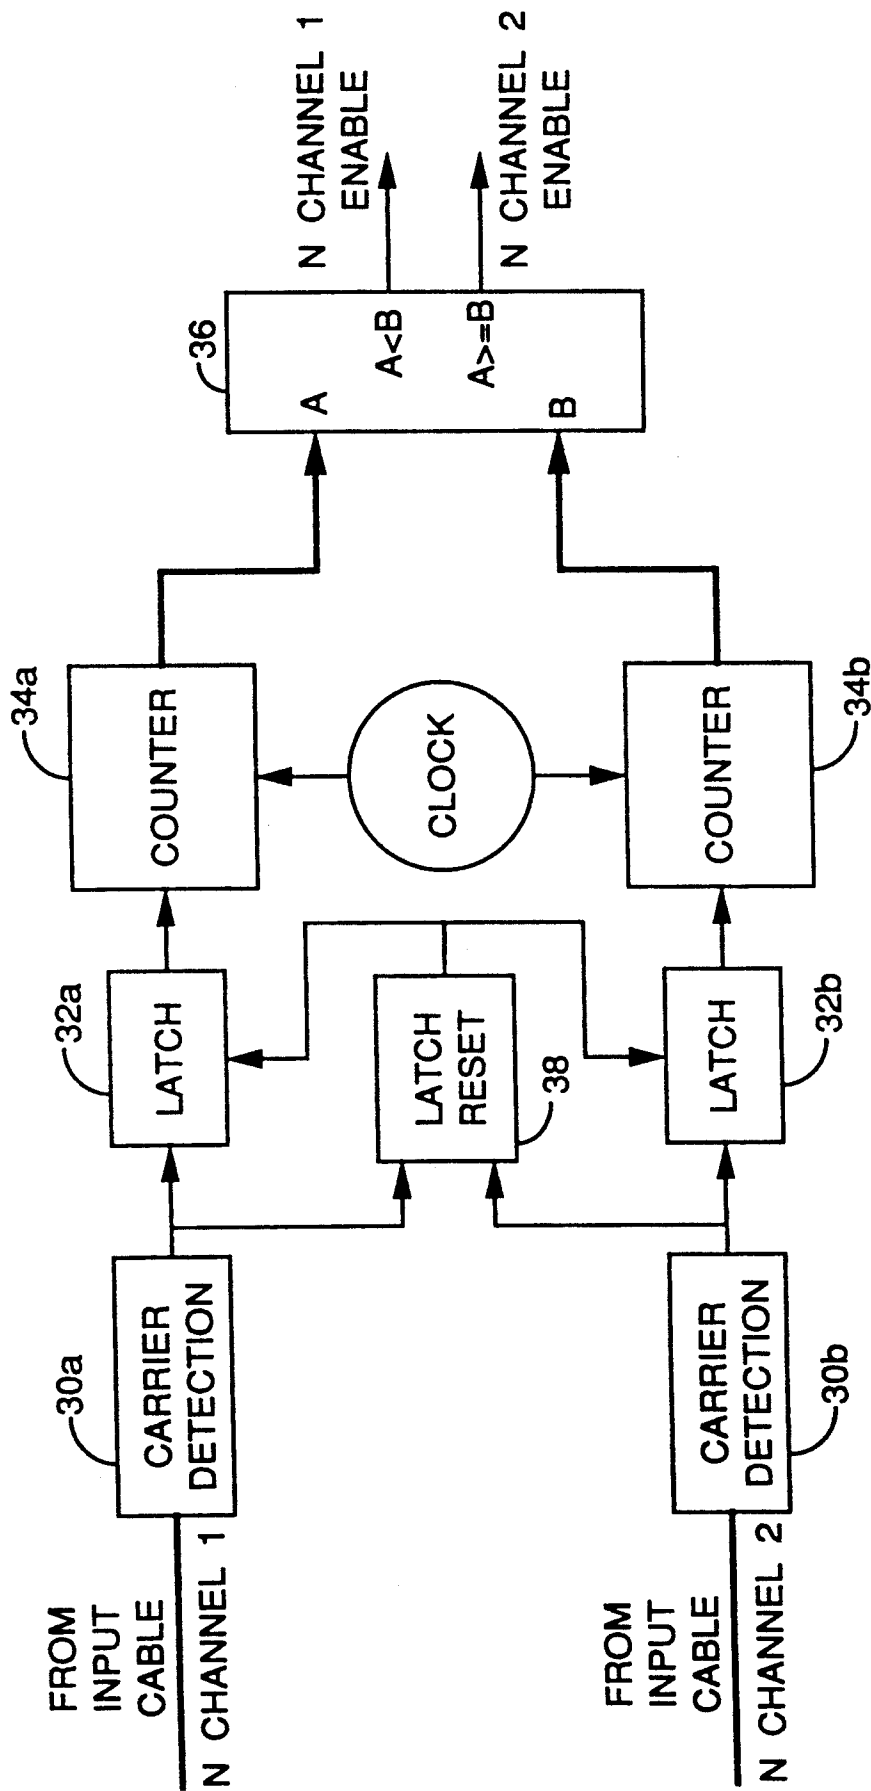 FROM
INPUT
CABLE
N CHANNEL 1
30a
CARRIER
DETECTION
32a
LATCH
34a
COUNTER
36
A
A<B
A>=B
B
N CHANNEL 1
ENABLE
N CHANNEL 2
ENABLE
LATCH
RESET
38
CLOCK
FROM
INPUT
CABLE
N CHANNEL 2
CARRIER
DETECTION
30b
LATCH
32b
COUNTER
34b